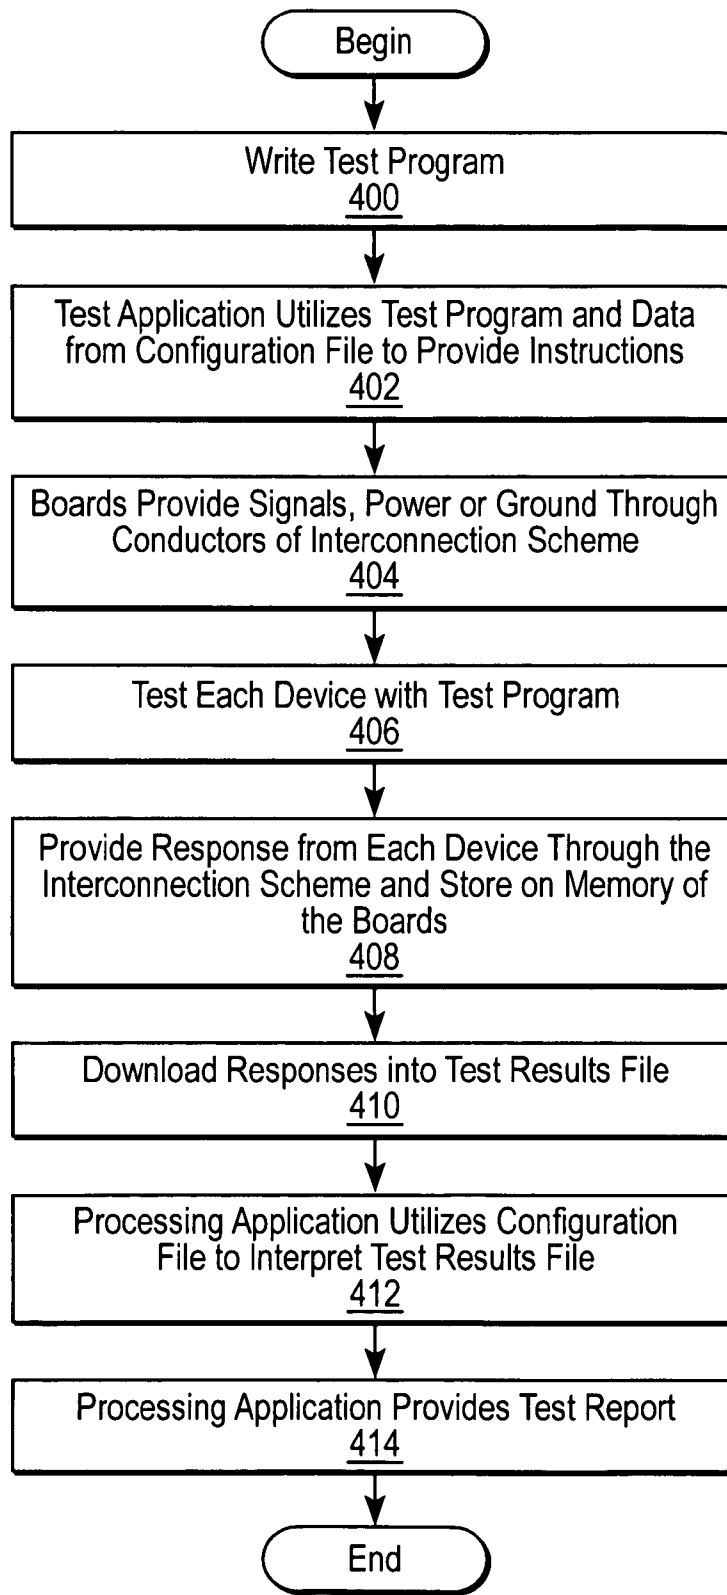 Begin
Write Test Program
400
Test Application Utilizes Test Program and Data
from Configuration File to Provide Instructions
402
Boards Provide Signals, Power or Ground Through
Conductors of Interconnection Scheme
404
Test Each Device with Test Program
406
Provide Response from Each Device Through the
Interconnection Scheme and Store on Memory of
the Boards
408
Download Responses into Test Results File
410
Processing Application Utilizes Configuration
File to Interpret Test Results File
412
Processing Application Provides Test Report
414
End